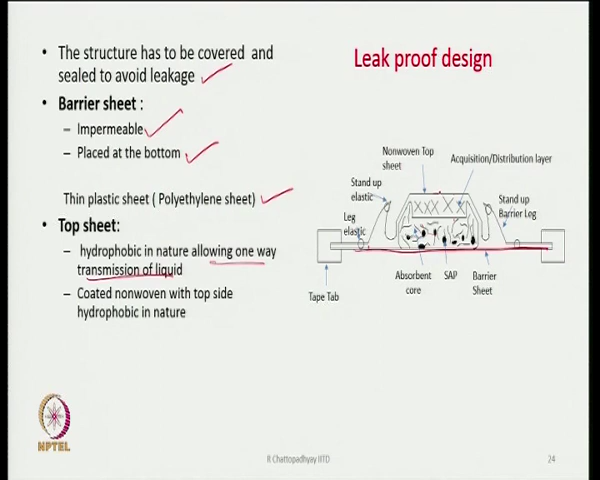 Leak proof design
• The structure has to be covered and
sealed to avoid leakage
• Barrier sheet :
– Impermeable
– Placed at the bottom
Thin plastic sheet ( Polyethylene sheet)
• Top sheet:
– hydrophobic in nature allowing one way
transmission of liquid
– Coated nonwoven with top side
hydrophobic in nature
Nonwoven Top
sheet
Acquisition/Distribution layer
Stand up
elastic
Stand up
Barrier Leg
Leg
elastic
Absorbent
core
SAP
Barrier
Sheet
Tape Tab
NPTEL
R Chattopadhyay IITD
24